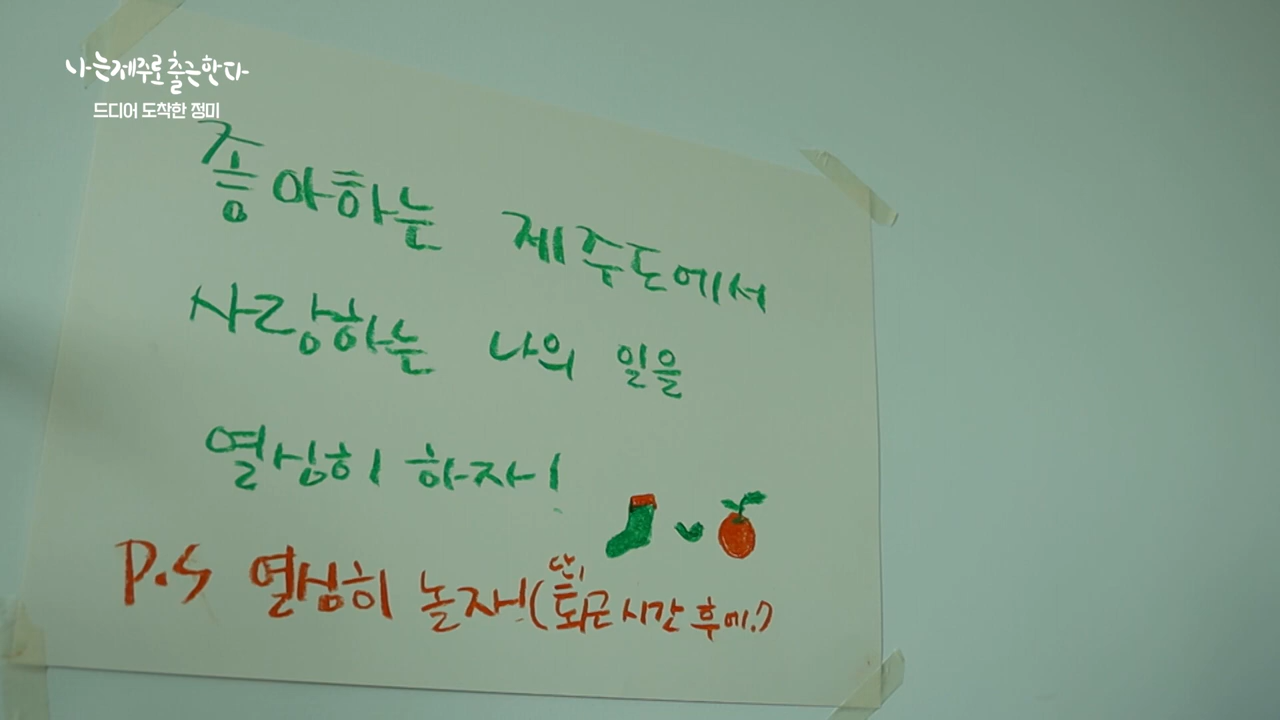 나는 제주로 출근한다
드디어 도착한 정미
좋아하는 제주도에서
사랑하는 나의 일을
열심히 하자!
P.S 열심히 놀자!(단! 퇴근 시간 후에.)